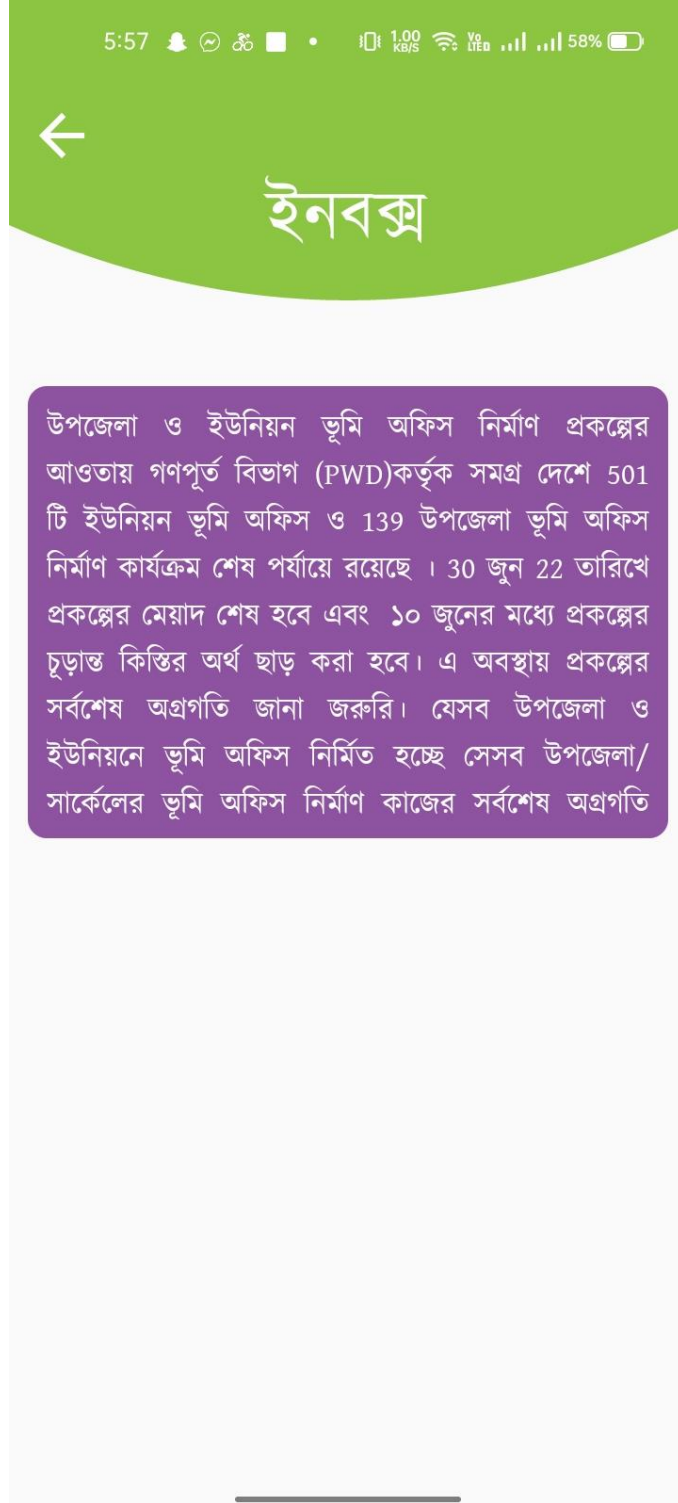 5:57 1.00 KB/S Vo LTED 58%
ইনবক্স
উপজেলা ও ইউনিয়ন ভূমি অফিস নির্মাণ প্রকল্পের
আওতায় গণপূর্ত বিভাগ (PWD)কর্তৃক সমগ্র দেশে 501
টি ইউনিয়ন ভূমি অফিস ও 139 উপজেলা ভূমি অফিস
নির্মাণ কার্যক্রম শেষ পর্যায়ে রয়েছে । 30 জুন 22 তারিখে
প্রকল্পের মেয়াদ শেষ হবে এবং ১০ জুনের মধ্যে প্রকল্পের
চূড়ান্ত কিস্তির অর্থ ছাড় করা হবে। এ অবস্থায় প্রকল্পের
সর্বশেষ অগ্রগতি জানা জরুরি। যেসব উপজেলা ও
ইউনিয়নে ভূমি অফিস নির্মিত হচ্ছে সেসব উপজেলা/
সার্কেলের ভূমি অফিস নির্মাণ কাজের সর্বশেষ অগ্রগতি